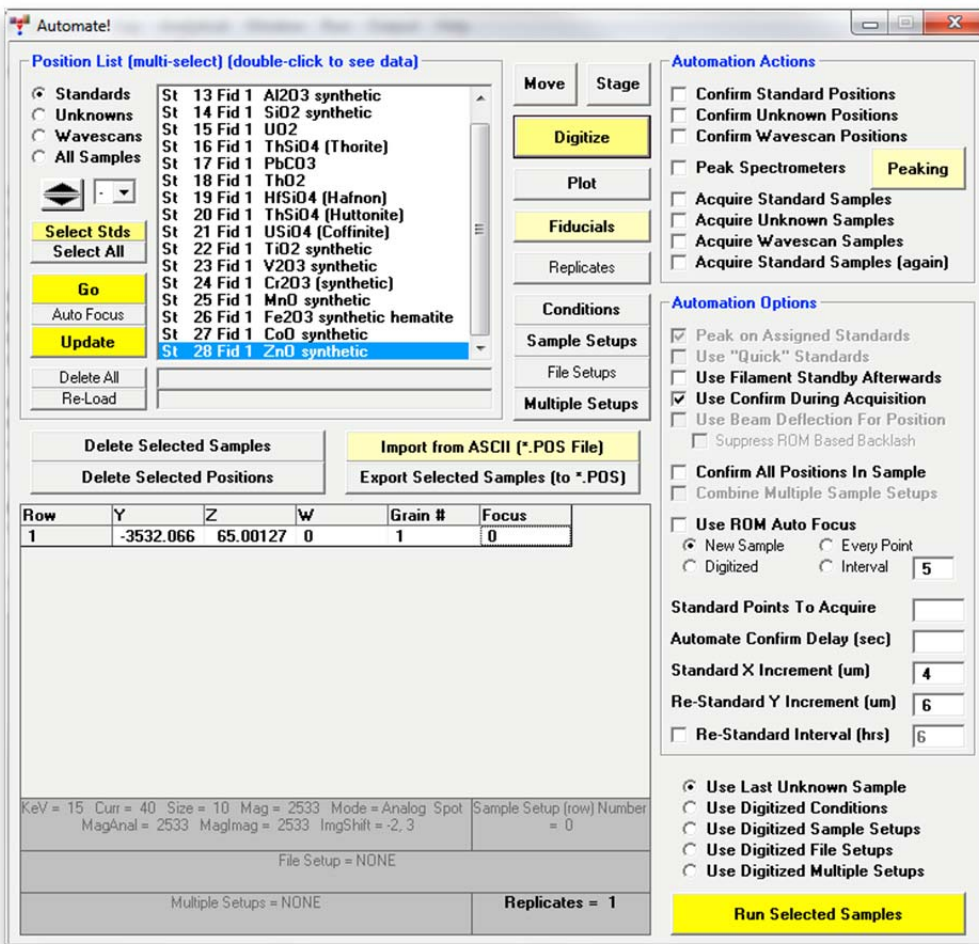 Automate!
Position List (multi-select) (double-click to see data)
Standards
Unknowns
Wavescans
All Samples
-
Select Stds
Select All
Go
Auto Focus
Update
Delete All
Re-Load
St 13 Fid 1 Al2O3 synthetic
St 14 Fid 1 SiO2 synthetic
St 15 Fid 1 UO2
St 16 Fid 1 ThSiO4 (Thorite)
St 17 Fid 1 PbCO3
St 18 Fid 1 ThO2
St 19 Fid 1 HfSiO4 (Hafnon)
St 20 Fid 1 ThSiO4 (Huttonite)
St 21 Fid 1 USiO4 (Coffinite)
St 22 Fid 1 TiO2 synthetic
St 23 Fid 1 V2O3 synthetic
St 24 Fid 1 Cr2O3 (synthetic)
St 25 Fid 1 MnO synthetic
St 26 Fid 1 Fe2O3 synthetic hematite
St 27 Fid 1 CoO synthetic
St 28 Fid 1 ZnO synthetic
Move Stage
Digitize
Plot
Fiducials
Replicates
Conditions
Sample Setups
File Setups
Multiple Setups
Delete Selected Samples
Delete Selected Positions
Import from ASCII (*.POS File)
Export Selected Samples (to *.POS)
Row Y Z W Grain # Focus
1 -3532.066 65.00127 0 1 0
KeV = 15 Curr = 40 Size = 10 Mag = 2533 Mode = Analog Spot
MagAnal = 2533 MagImag = 2533 ImgShift = -2, 3
Sample Setup (row) Number
= 0
File Setup = NONE
Multiple Setups = NONE
Replicates = 1
Automation Actions
Confirm Standard Positions
Confirm Unknown Positions
Confirm Wavescan Positions
Peak Spectrometers
Peaking
Acquire Standard Samples
Acquire Unknown Samples
Acquire Wavescan Samples
Acquire Standard Samples (again)
Automation Options
Peak on Assigned Standards
Use "Quick" Standards
Use Filament Standby Afterwards
Use Confirm During Acquisition
Use Beam Deflection For Position
Suppress ROM Based Backlash
Confirm All Positions In Sample
Combine Multiple Sample Setups
Use ROM Auto Focus
New Sample Every Point
Digitized Interval 5
Standard Points To Acquire
Automate Confirm Delay (sec)
Standard X Increment (um) 4
Re-Standard Y Increment (um) 6
Re-Standard Interval (hrs) 6
Use Last Unknown Sample
Use Digitized Conditions
Use Digitized Sample Setups
Use Digitized File Setups
Use Digitized Multiple Setups
Run Selected Samples